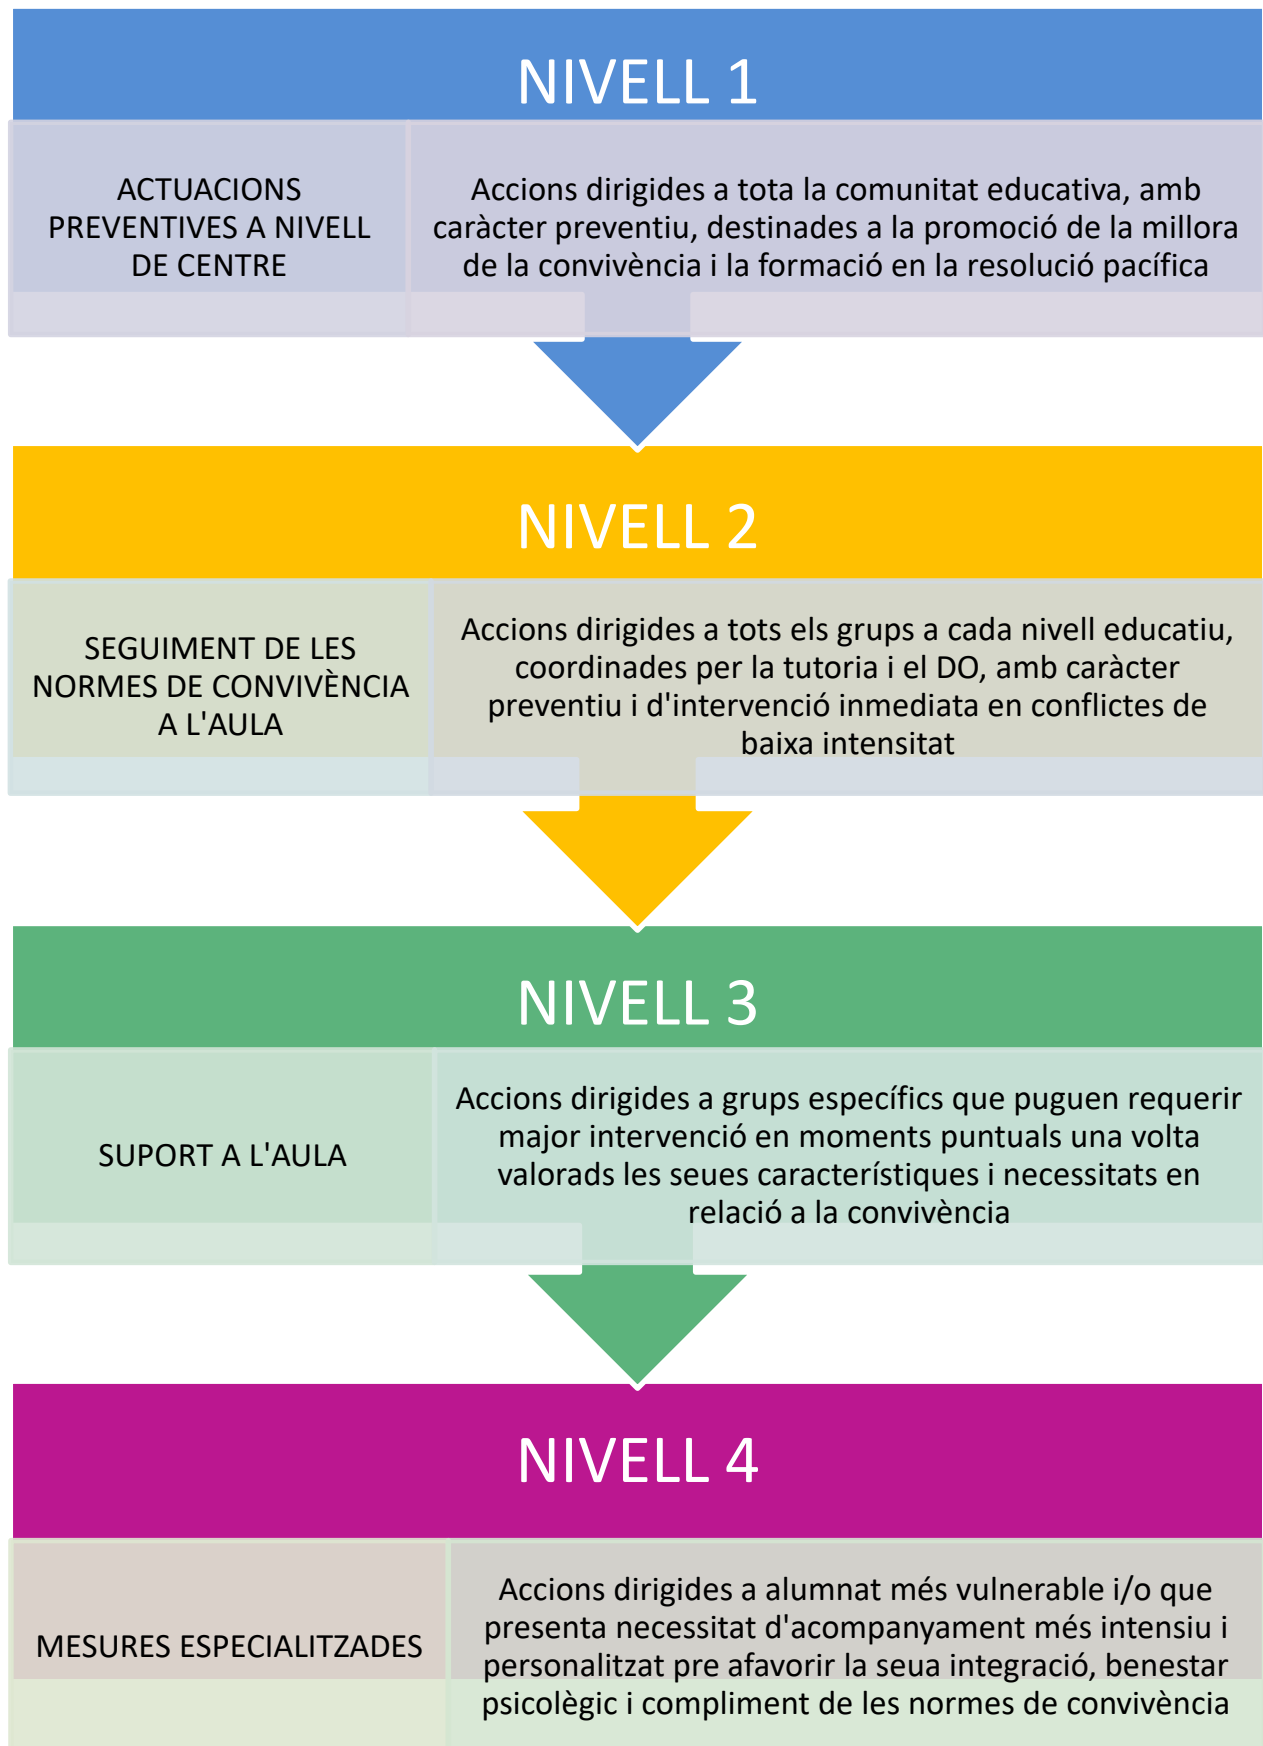 NIVELL 1
ACTUACIONS
PREVENTIVES A NIVELL
DE CENTRE
Accions dirigides a tota la comunitat educativa, amb
caràcter preventiu, destinades a la promoció de la millora
de la convivència i la formació en la resolució pacífica
NIVELL 2
SEGUIMENT DE LES
NORMES DE CONVIVÈNCIA
A L'AULA
Accions dirigides a tots els grups a cada nivell educatiu,
coordinades per la tutoria i el DO, amb caràcter
preventiu i d'intervenció inmediata en conflictes de
baixa intensitat
NIVELL 3
SUPORT A L'AULA
Accions dirigides a grups específics que puguen requerir
major intervenció en moments puntuals una volta
valorads les seues característiques i necessitats en
relació a la convivència
NIVELL 4
MESURES ESPECIALITZADES
Accions dirigides a alumnat més vulnerable i/o que
presenta necessitat d'acompanyament més intensiu i
personalitzat pre afavorir la seua integració, benestar
psicològic i compliment de les normes de convivència